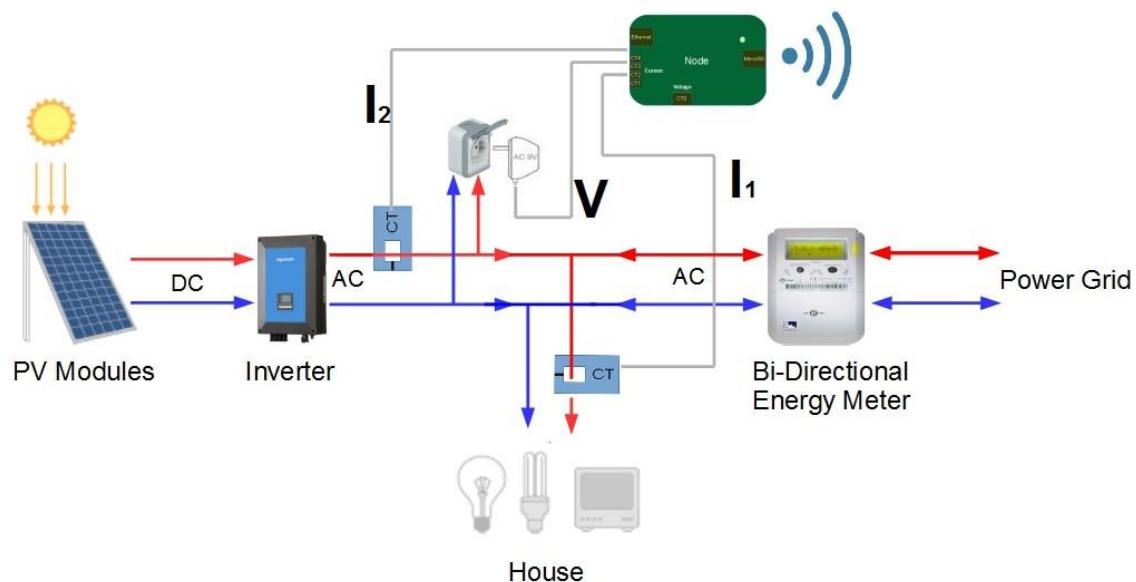 Ethernet
CT4
CT3
CT2
CT1
Node
MicroSD
Voltage
CT0
I2
AC 9V
CT
V
I1
DC
AC
AC
Power Grid
CT
PV Modules
Inverter
Bi-Directional
Energy Meter
House